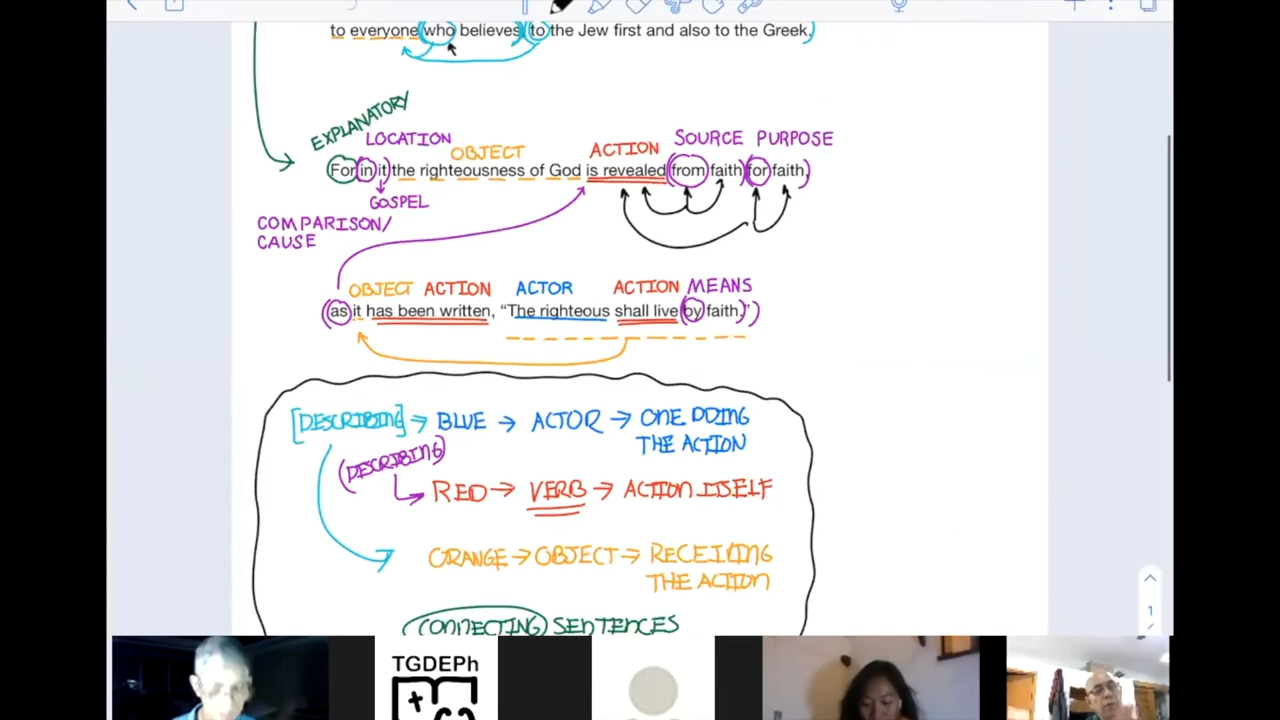 to everyone who believes, to the Jew first and also to the Greek.
EXPLANATORY
LOCATION
OBJECT
ACTION
SOURCE PURPOSE
For in it the righteousness of God is revealed from faith for faith,
GOSPEL
COMPARISON/
CAUSE
OBJECT ACTION ACTOR ACTION MEANS
as it has been written, “The righteous shall live by faith.”
[DESCRIBING] → BLUE → ACTOR → ONE DOING
THE ACTION
(DESCRIBING)
RED → VERB → ACTION ITSELF
ORANGE → OBJECT → RECEIVING
THE ACTION
CONNECTING SENTENCES
1
TGDEPh